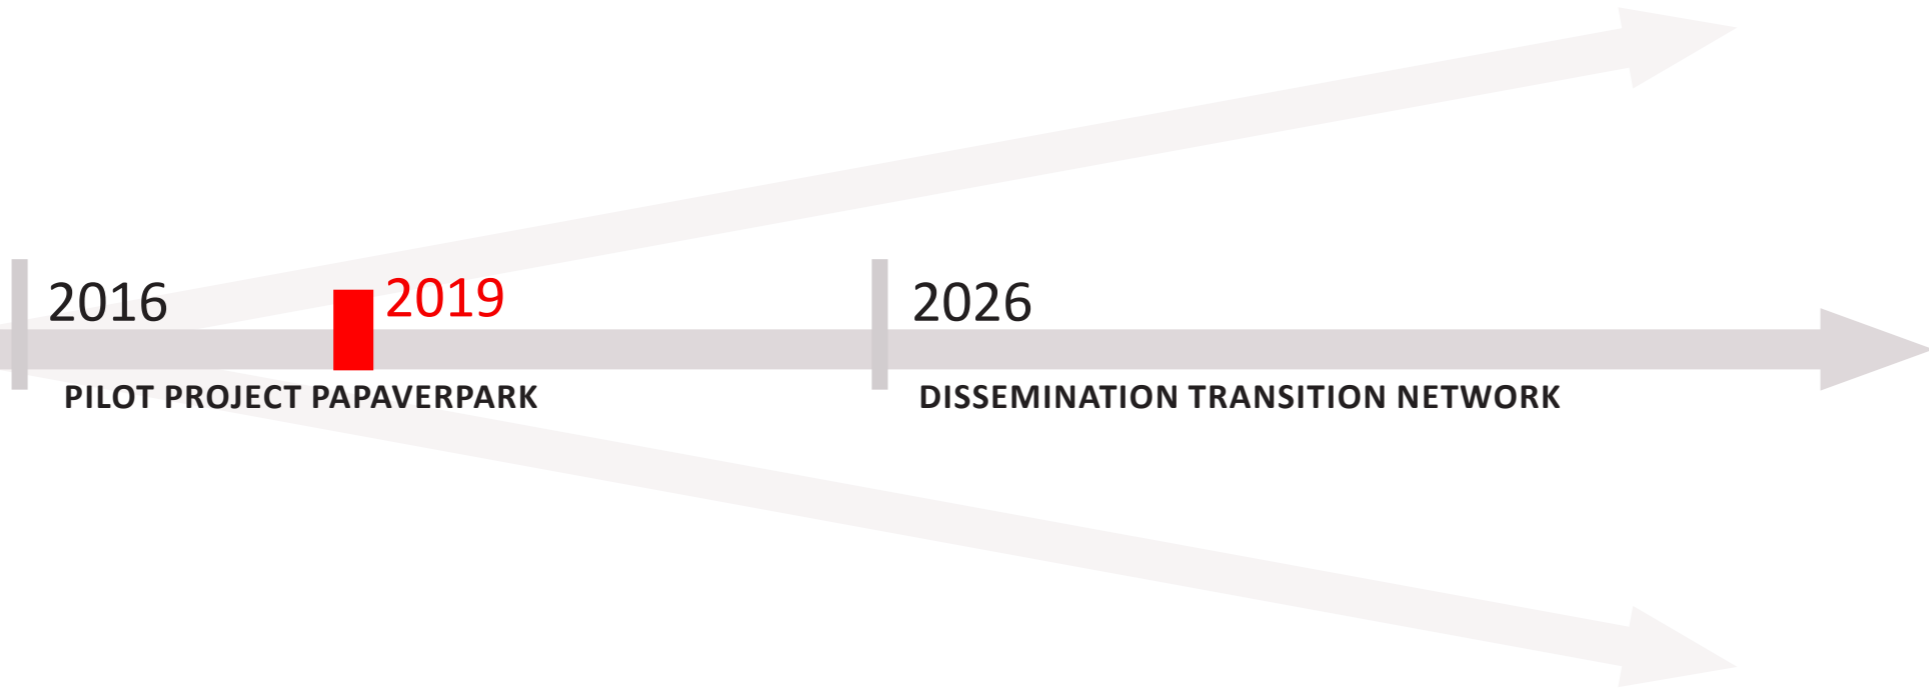 2016
2019
2026
PILOT PROJECT PAPAVERPARK
DISSEMINATION TRANSITION NETWORK